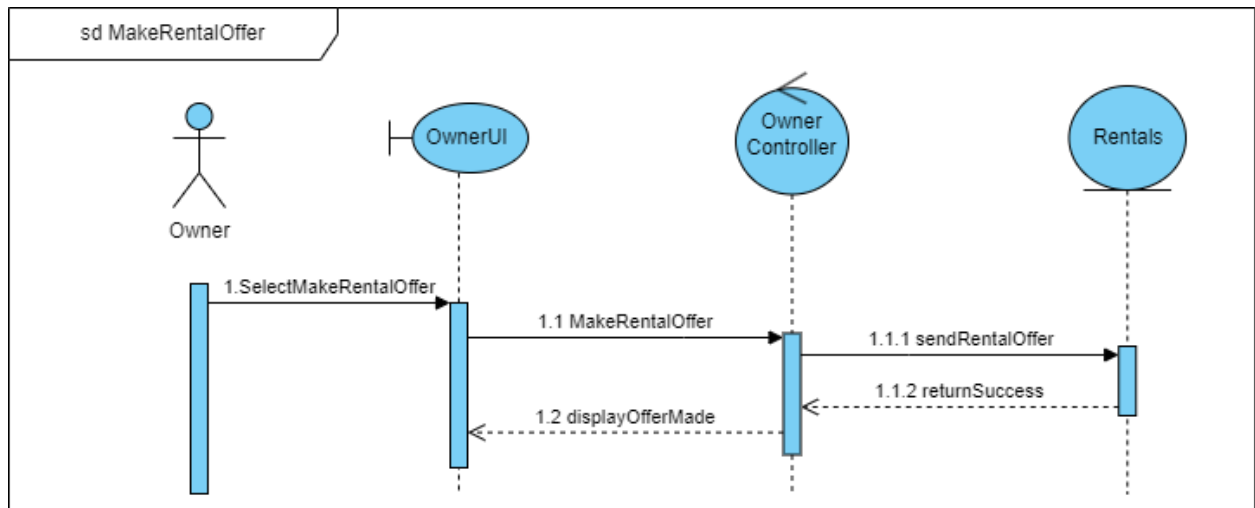 sd MakeRentalOffer
OwnerUI
Owner
Controller
Rentals
Owner
1.SelectMakeRentalOffer
1.1 MakeRentalOffer
1.1.1 sendRentalOffer
1.1.2 returnSuccess
1.2 displayOfferMade